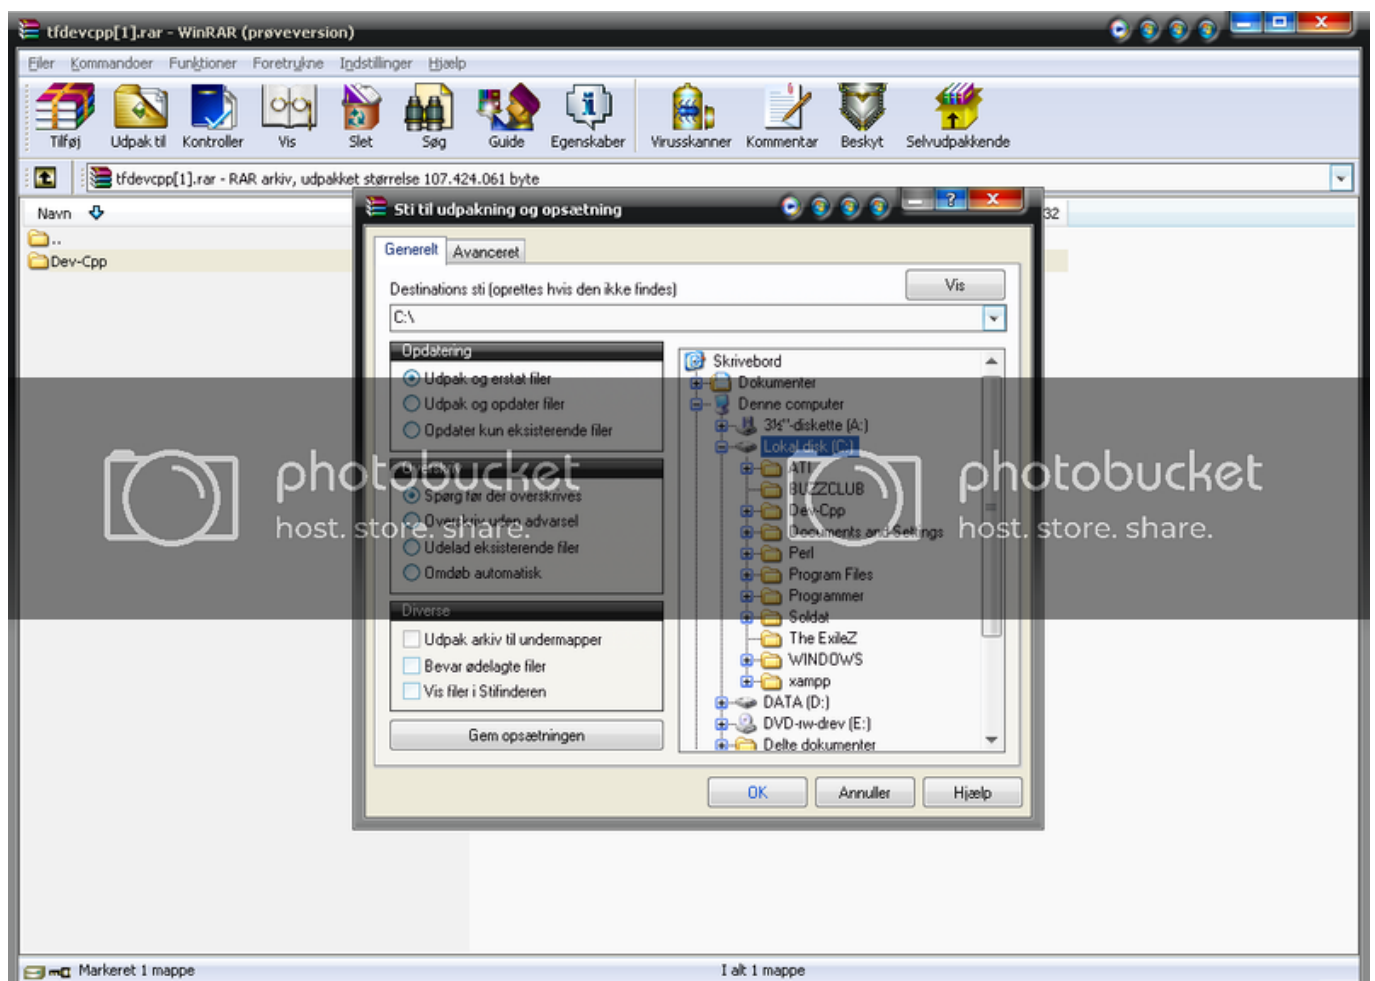 tfdevcpp[1].rar - WinRAR (prøveversion)
Filer Kommandoer Funktioner Foretrukne Indstillinger Hjælp
Tilføj Udpak til Kontroller Vis Slet Søg Guide Egenskaber Virusskanner Kommentar Beskyt Selvudpakkende
tfdevcpp[1].rar - RAR arkiv, udpakket størrelse 107.424.061 byte
Navn 32
..
Dev-Cpp
Sti til udpakning og opsætning
Generelt Avanceret
Destinations sti (oprettes hvis den ikke findes) Vis
C:\
Opdatering
Udpak og erstat filer
Udpak og opdater filer
Opdater kun eksisterende filer
Overskriv
Spørg før der overskrives
Overskriv uden advarsel
Udelad eksisterende filer
Omdøb automatisk
Diverse
Udpak arkiv til undermapper
Bevar ødelagte filer
Vis filer i Stifinderen
Gem opsætningen
Skrivebord
Dokumenter
Denne computer
3½"-diskette (A:)
Lokal disk (C:)
ATI
BUZZCLUB
Dev-Cpp
Documents and Settings
Perl
Program Files
Programmer
Soldat
The ExileZ
WINDOWS
xampp
DATA (D:)
DVD-rw-drev (E:)
Delte dokumenter
OK Annuller Hjælp
photobucket
host. store. share.
photobucket
host. store. share.
Markeret 1 mappe I alt 1 mappe